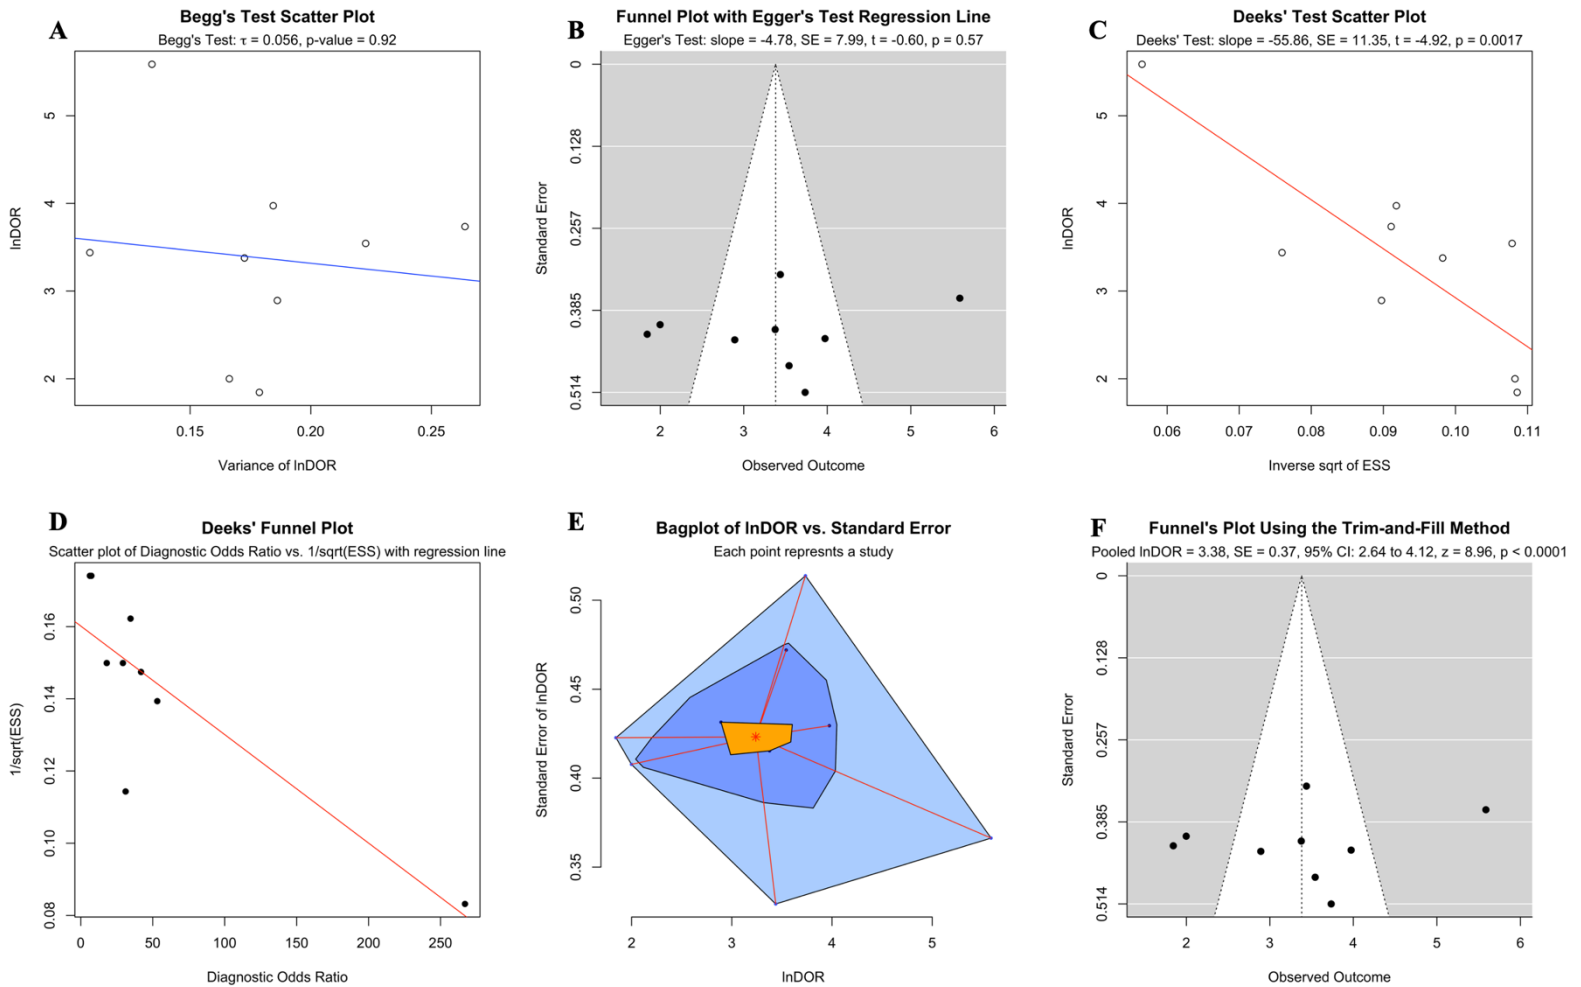 A
Begg's Test Scatter Plot
Begg's Test: τ = 0.056, p-value = 0.92
lnDOR
5
4
3
2
0.15 0.20 0.25
Variance of lnDOR
B
Funnel Plot with Egger's Test Regression Line
Egger's Test: slope = -4.78, SE = 7.99, t = -0.60, p = 0.57
Standard Error
0
0.128
0.257
0.385
0.514
2 3 4 5 6
Observed Outcome
C
Deeks' Test Scatter Plot
Deeks' Test: slope = -55.86, SE = 11.35, t = -4.92, p = 0.0017
lnDOR
5
4
3
2
0.06 0.07 0.08 0.09 0.10 0.11
Inverse sqrt of ESS
D
Deeks' Funnel Plot
Scatter plot of Diagnostic Odds Ratio vs. 1/sqrt(ESS) with regression line
1/sqrt(ESS)
0.16
0.14
0.12
0.10
0.08
0 50 100 150 200 250
Diagnostic Odds Ratio
E
Bagplot of lnDOR vs. Standard Error
Each point represnts a study
Standard Error of lnDOR
0.50
0.45
0.40
0.35
2 3 4 5
lnDOR
F
Funnel's Plot Using the Trim-and-Fill Method
Pooled lnDOR = 3.38, SE = 0.37, 95% CI: 2.64 to 4.12, z = 8.96, p < 0.0001
Standard Error
0
0.128
0.257
0.385
0.514
2 3 4 5 6
Observed Outcome